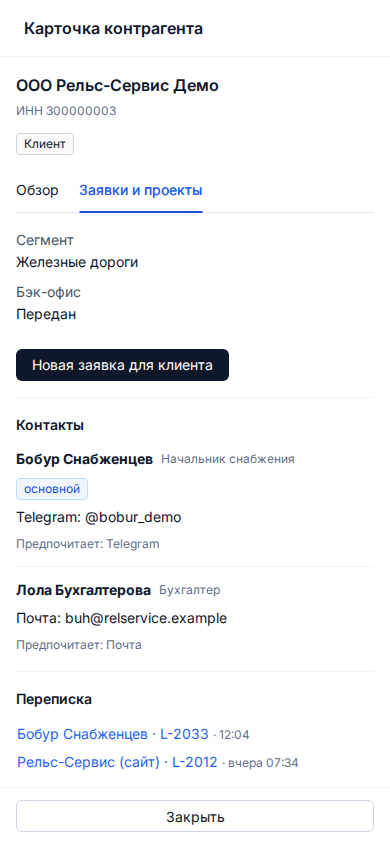 Карточка контрагента
ООО Рельс-Сервис Демо
ИНН 300000003
Клиент
Обзор Заявки и проекты
Сегмент
Железные дороги
Бэк-офис
Передан
Новая заявка для клиента
Контакты
Бобур Снабженцев Начальник снабжения
основной
Telegram: @bobur_demo
Предпочитает: Telegram
Лола Бухгалтерова Бухгалтер
Почта: buh@relservice.example
Предпочитает: Почта
Переписка
Бобур Снабженцев · L-2033 · 12:04
Рельс-Сервис (сайт) · L-2012 · вчера 07:34
Закрыть